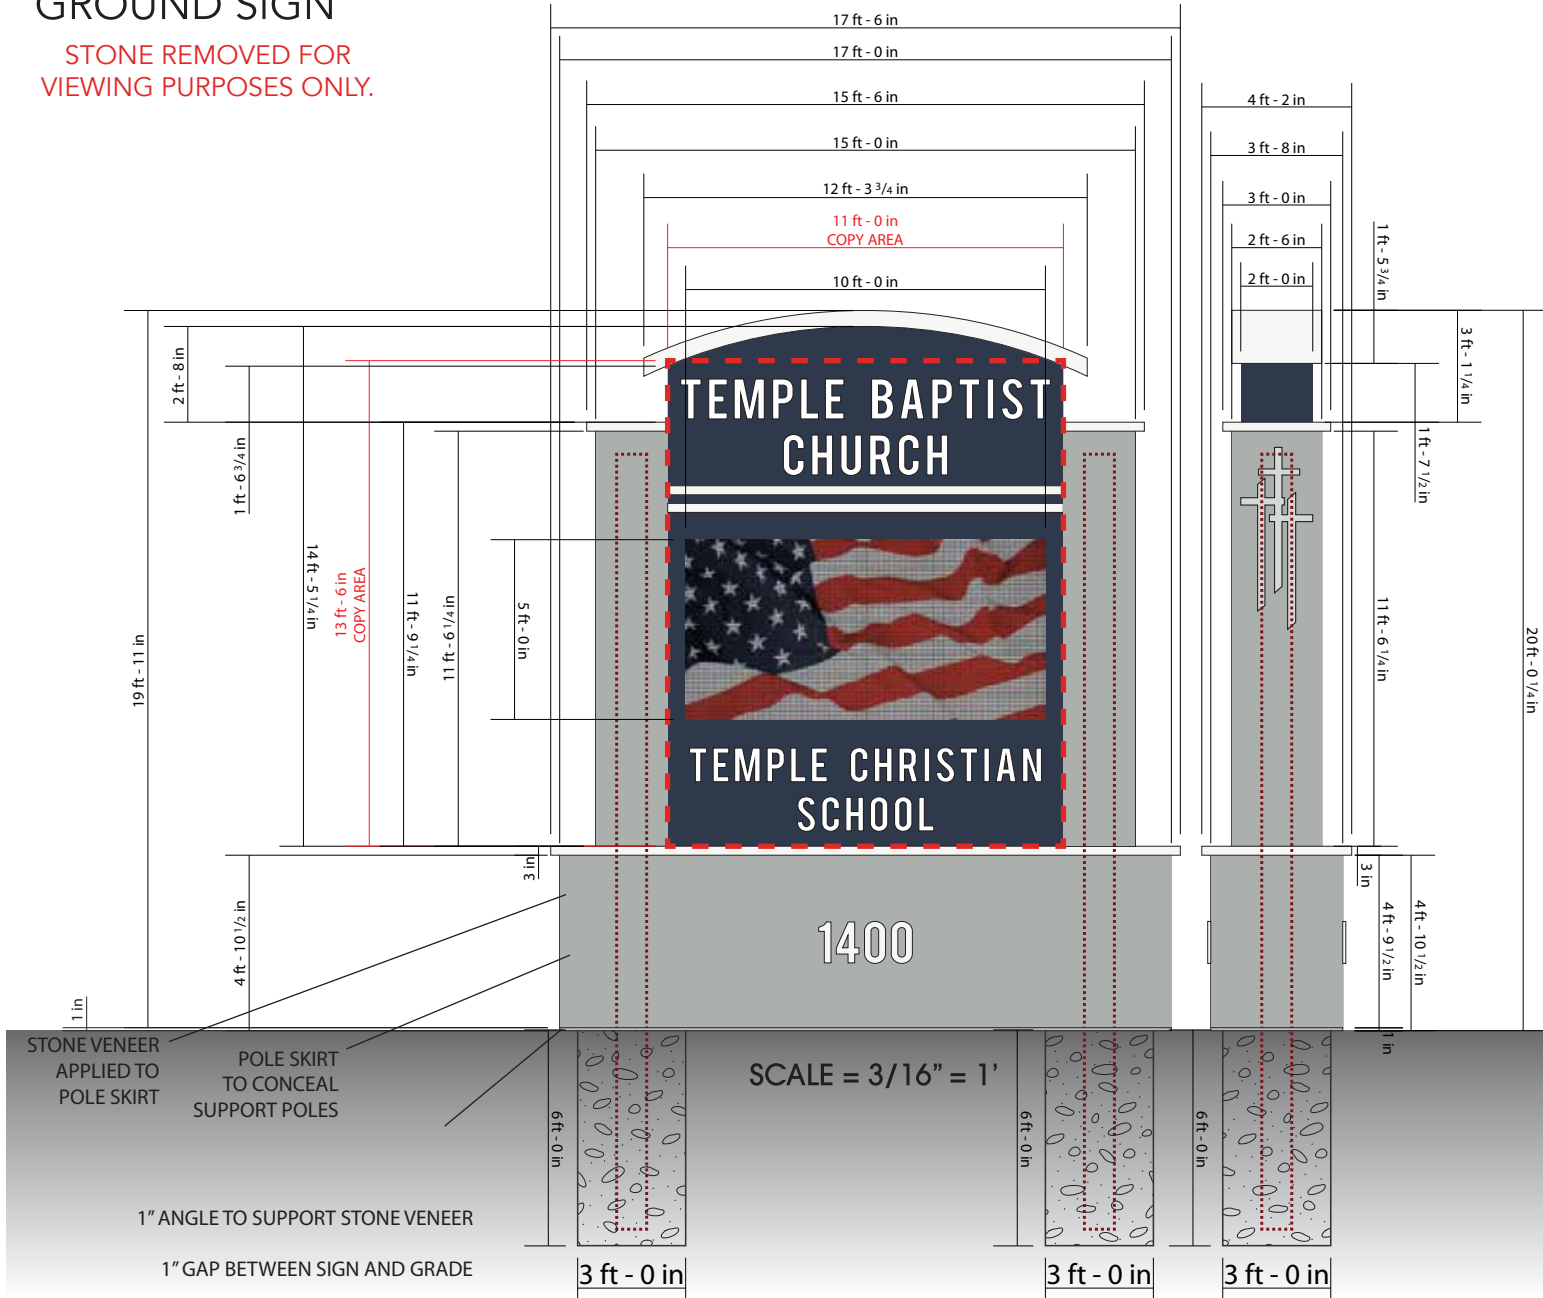 GROUND SIGN
STONE REMOVED FOR
VIEWING PURPOSES ONLY.
17 ft - 6 in
17 ft - 0 in
15 ft - 6 in
15 ft - 0 in
12 ft - 3 3/4 in
11 ft - 0 in
COPY AREA
10 ft - 0 in
4 ft - 2 in
3 ft - 8 in
3 ft - 0 in
2 ft - 6 in
2 ft - 0 in
1 ft - 5 3/4 in
3 ft - 1 1/4 in
1 ft - 7 1/2 in
2 ft - 8 in
1 ft - 6 3/4 in
14 ft - 5 1/4 in
13 ft - 6 in
COPY AREA
11 ft - 9 1/4 in
11 ft - 6 1/4 in
5 ft - 0 in
19 ft - 11 in
TEMPLE BAPTIST
CHURCH
TEMPLE CHRISTIAN
SCHOOL
11 ft - 6 1/4 in
20 ft - 0 1/4 in
3 in
3 in
4 ft - 10 1/2 in
1400
4 ft - 9 1/2 in
4 ft - 10 1/2 in
1 in
1 in
STONE VENEER
APPLIED TO
POLE SKIRT
POLE SKIRT
TO CONCEAL
SUPPORT POLES
SCALE = 3/16” = 1’
6 ft - 0 in
6 ft - 0 in
6 ft - 0 in
1” ANGLE TO SUPPORT STONE VENEER
1” GAP BETWEEN SIGN AND GRADE
3 ft - 0 in
3 ft - 0 in
3 ft - 0 in